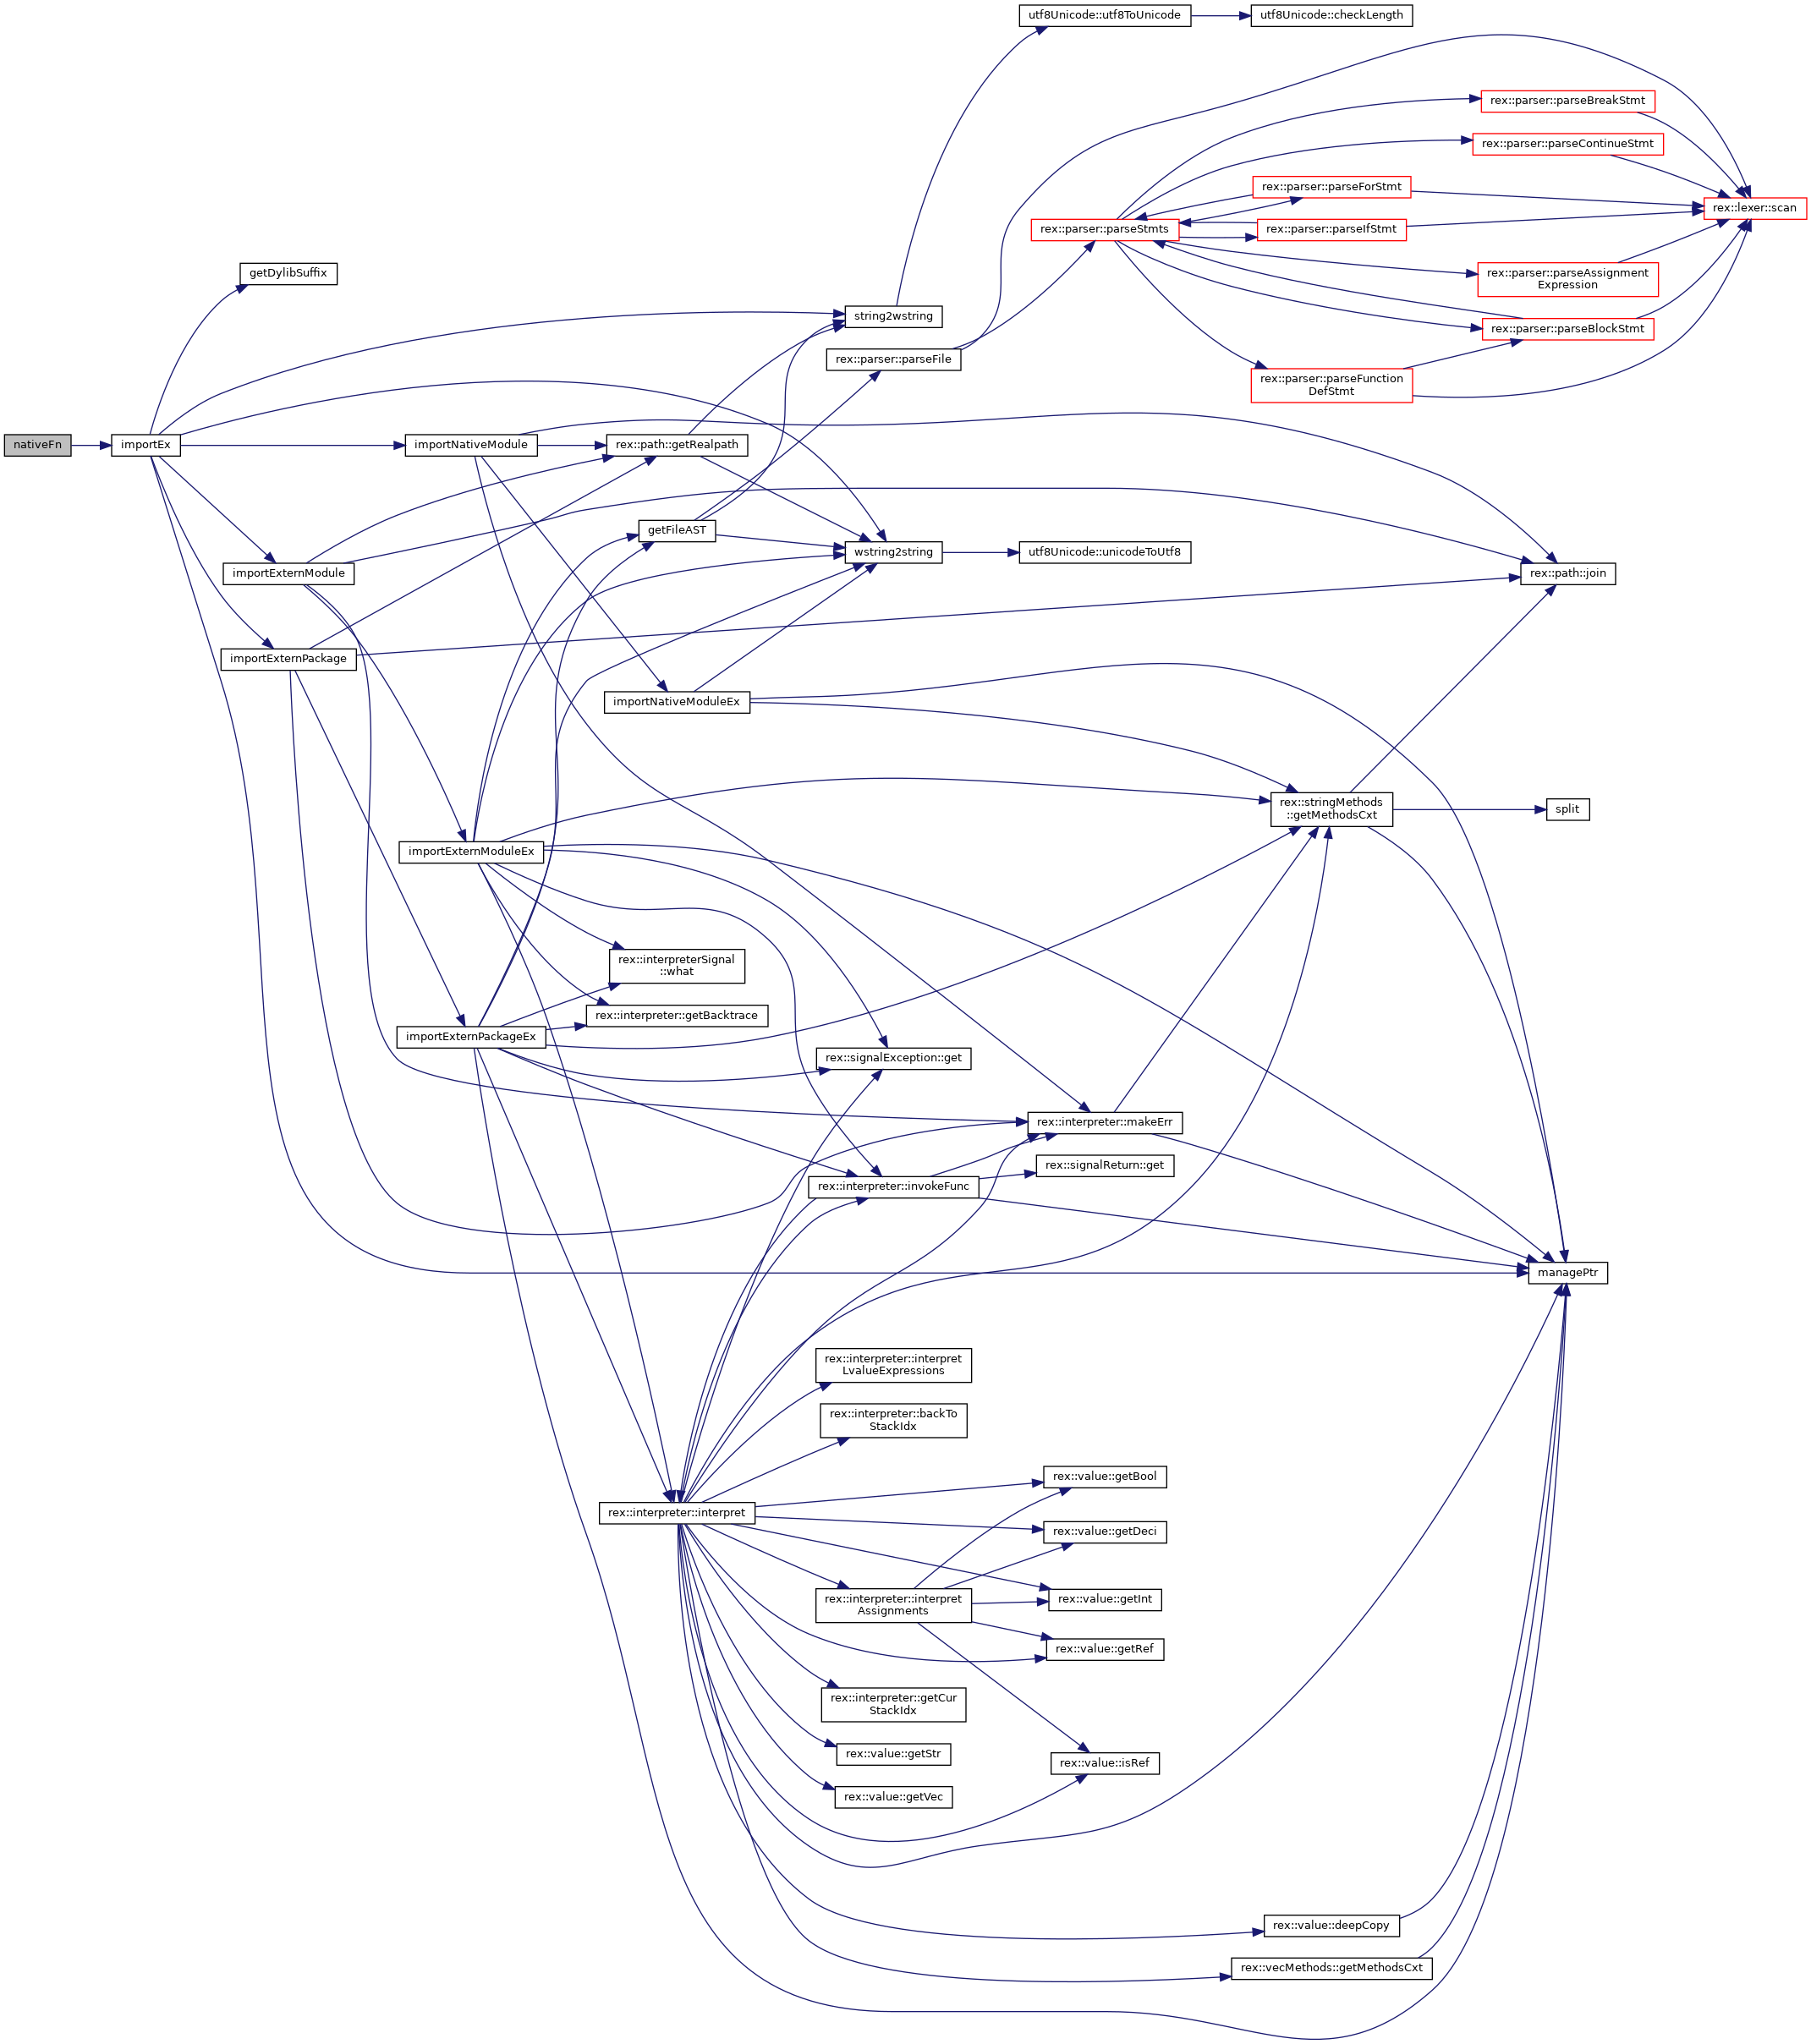 utf8Unicode::utf8ToUnicode
utf8Unicode::checkLength
rex::parser::parseBreakStmt
rex::parser::parseContinueStmt
rex::parser::parseForStmt
rex::lexer::scan
rex::parser::parseStmts
rex::parser::parseIfStmt
getDylibSuffix
rex::parser::parseAssignment
Expression
string2wstring
rex::parser::parseBlockStmt
rex::parser::parseFile
rex::parser::parseFunction
DefStmt
nativeFn
importEx
importNativeModule
rex::path::getRealpath
getFileAST
wstring2string
utf8Unicode::unicodeToUtf8
importExternModule
rex::path::join
importExternPackage
importNativeModuleEx
rex::stringMethods
::getMethodsCxt
split
importExternModuleEx
rex::interpreterSignal
::what
rex::interpreter::getBacktrace
importExternPackageEx
rex::signalException::get
rex::interpreter::makeErr
rex::signalReturn::get
rex::interpreter::invokeFunc
managePtr
rex::interpreter::interpret
LvalueExpressions
rex::interpreter::backTo
StackIdx
rex::value::getBool
rex::interpreter::interpret
rex::value::getDeci
rex::interpreter::interpret
Assignments
rex::value::getInt
rex::value::getRef
rex::interpreter::getCur
StackIdx
rex::value::getStr
rex::value::isRef
rex::value::getVec
rex::value::deepCopy
rex::vecMethods::getMethodsCxt